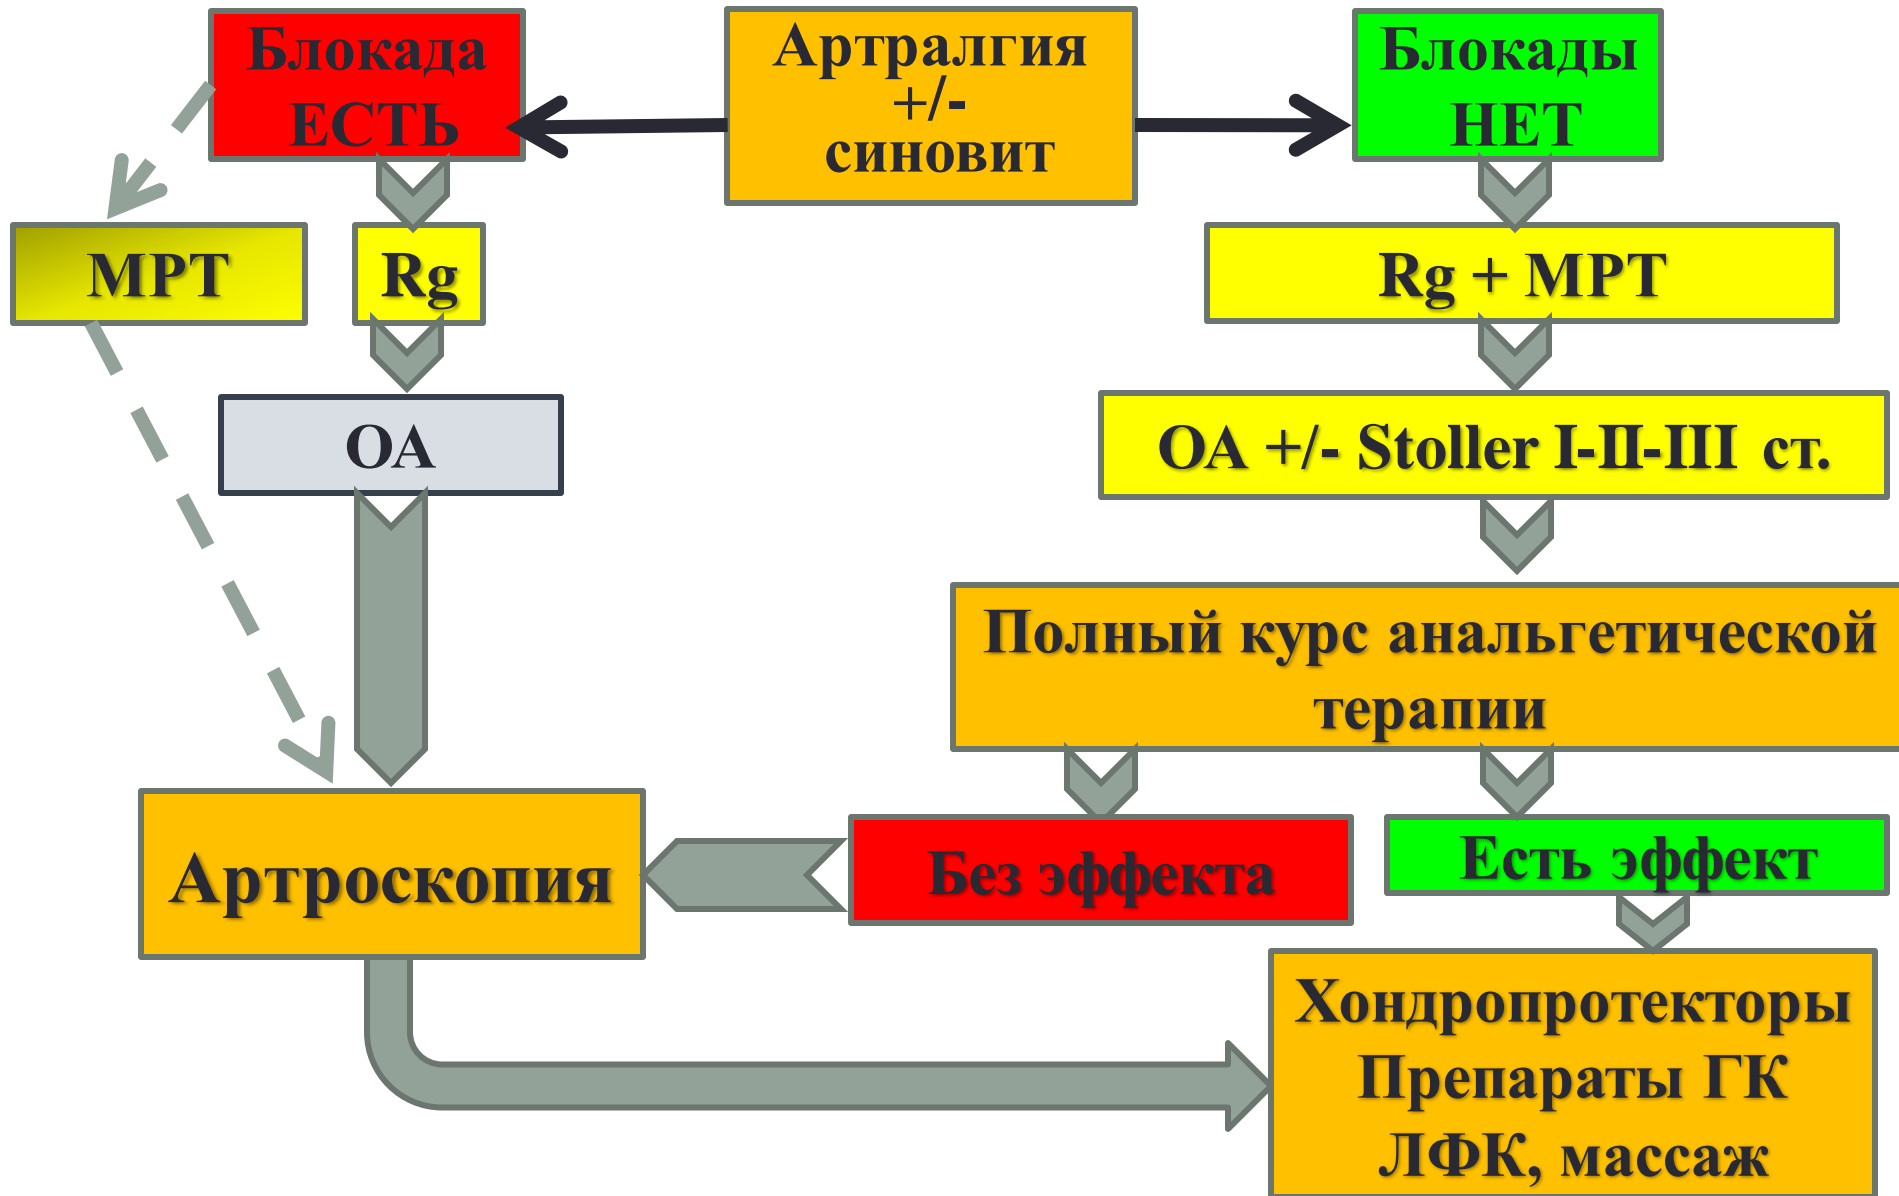 Блокада
ЕСТЬ
Артралгия
+/-
синовит
Блокады
НЕТ
МРТ
Rg
Rg + МРТ
ОА
ОА +/- Stoller I-II-III ст.
Полный курс анальгетической
терапии
Артроскопия
Без эффекта
Есть эффект
Хондропротекторы
Препараты ГК
ЛФК, массаж